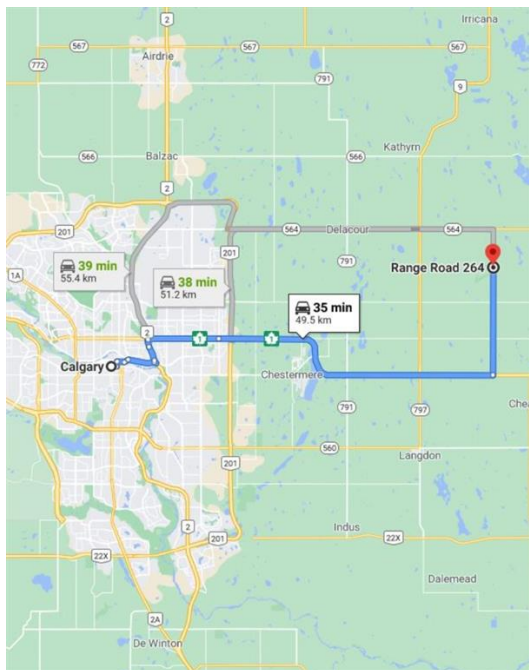 Irricana
2
567
567
567
772
Airdrie
791
9
Kathyrn
566
Balzac
566
2
201
201
564
Delacour
564
39 min
55.4 km
38 min
51.2 km
791
Range Road 264
1A
35 min
49.5 km
2
1
1
Calgary
Chestermere
791
797
560
Langdon
201
Indus
2
201
22X
22X
Dalemead
2A
De Winton